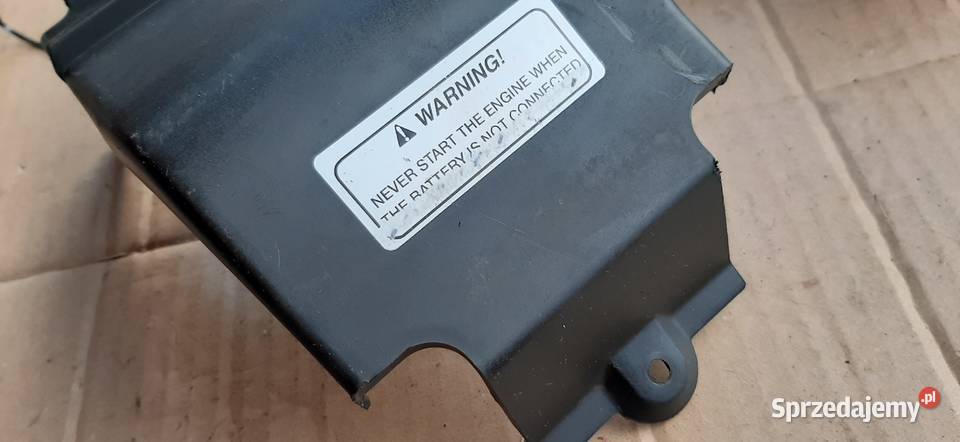 WARNING!
NEVER START THE ENGINE WHEN
THE BATTERY IS NOT CONNECTED
Sprzedajemy.pl